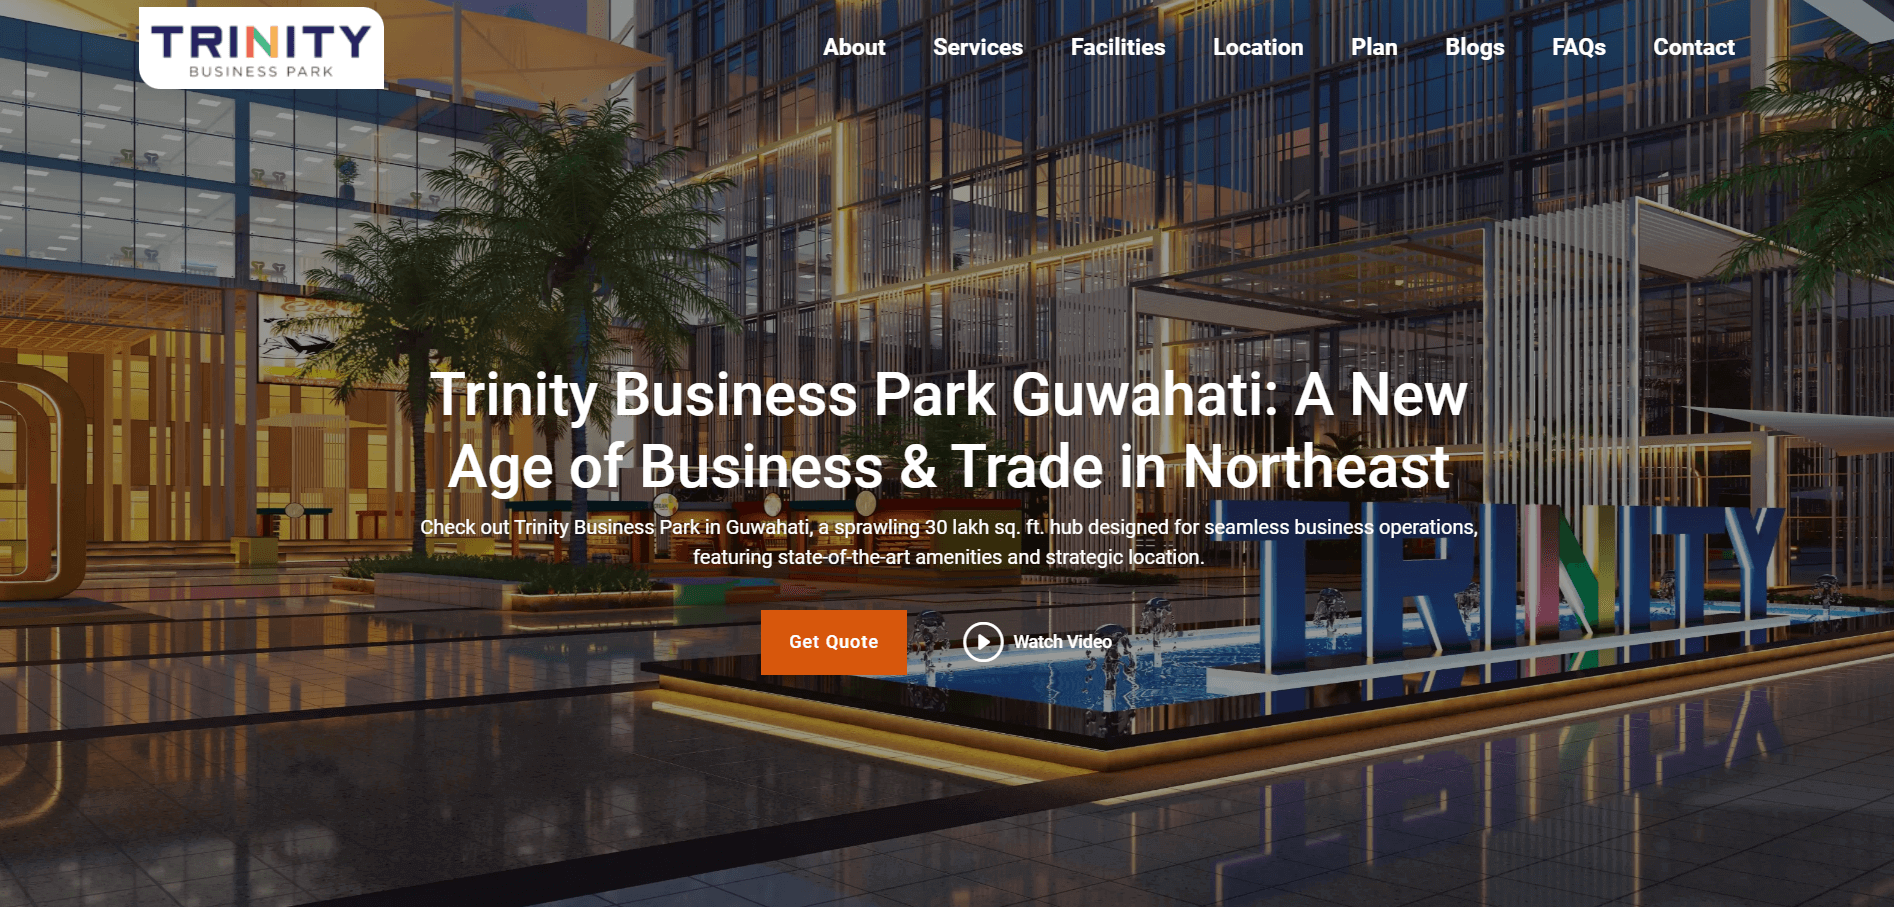 TRINITY
BUSINESS PARK
About Services Facilities Location Plan Blogs FAQs Contact
Trinity Business Park Guwahati: A New
Age of Business & Trade in Northeast
Check out Trinity Business Park in Guwahati, a sprawling 30 lakh sq. ft. hub designed for seamless business operations,
featuring state-of-the-art amenities and strategic location.
TRINITY
Get Quote
Watch Video